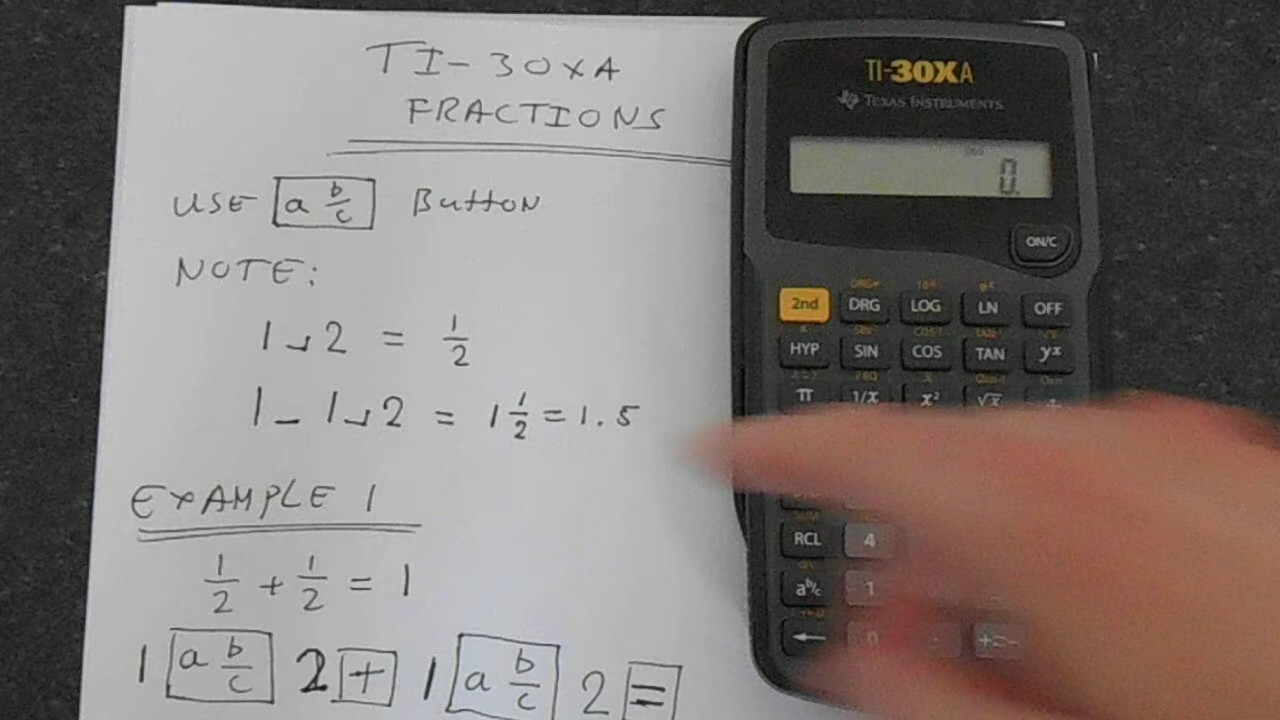 TI-30XA
FRACTIONS
USE a b/c Button
NOTE:
1⅃2 = 1/2
1_1⅃2 = 1 1/2 = 1.5
EXAMPLE 1
1/2 + 1/2 = 1
1 a b/c 2 + 1 a b/c 2 =
TI-30XA
TEXAS INSTRUMENTS
0.
ON/C
2nd DRG LOG LN OFF
HYP SIN COS TAN yx
π 1/x x² √x ÷
RCL 4
a b/c 1
← 0 .